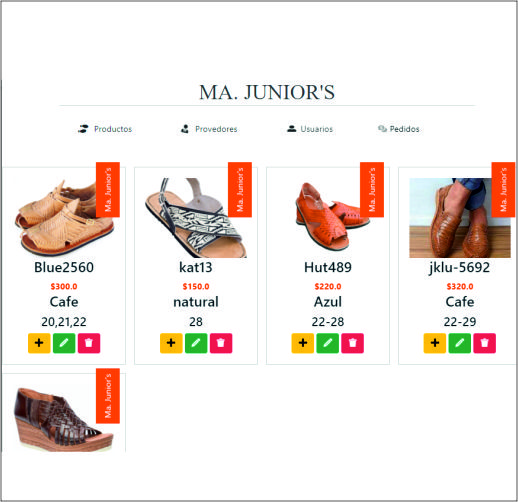 MA. JUNIOR'S
Productos Provedores Usuarios Pedidos
Ma. Junior's Ma. Junior's Ma. Junior's Ma. Junior's
Blue2560 kat13 Hut489 jklu-5692
$300.0 $150.0 $220.0 $320.0
Cafe natural Azul Cafe
20,21,22 28 22-28 22-29
Ma. Junior's